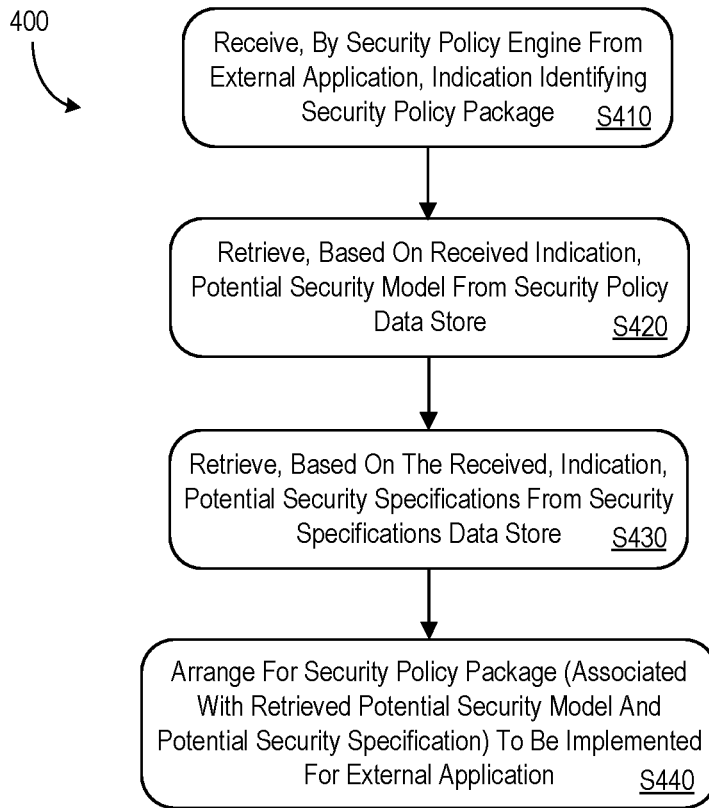 400
Receive, By Security Policy Engine From
External Application, Indication Identifying
Security Policy Package S410
Retrieve, Based On Received Indication,
Potential Security Model From Security Policy
Data Store S420
Retrieve, Based On The Received, Indication,
Potential Security Specifications From Security
Specifications Data Store S430
Arrange For Security Policy Package (Associated
With Retrieved Potential Security Model And
Potential Security Specification) To Be Implemented
For External Application S440